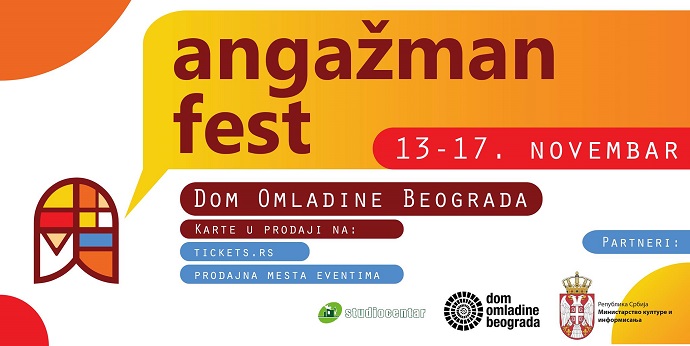 angažman
fest
13-17. NOVEMBAR
DOM OMLADINE BEOGRADA
KARTE U PRODAJI NA:
TICKETS.RS
PRODAJNA MESTA EVENTIMA
PARTNERI:
studiocentar
dom
omladine
beograda
Република Србија
Министарство културе и
информисања